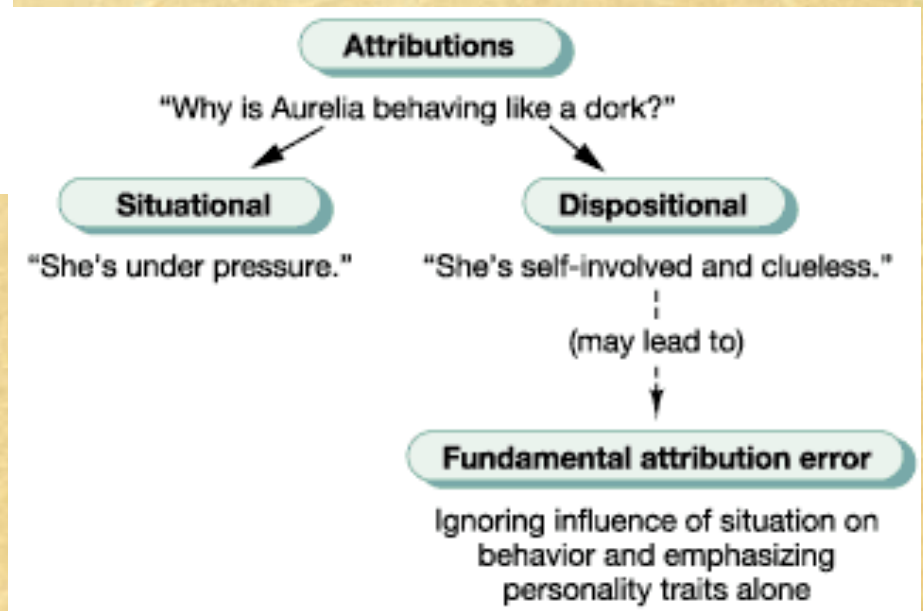 Attributions
“Why is Aurelia behaving like a dork?”
Situational
“She’s under pressure.”
Dispositional
“She’s self-involved and clueless.”
(may lead to)
Fundamental attribution error
Ignoring influence of situation on
behavior and emphasizing
personality traits alone